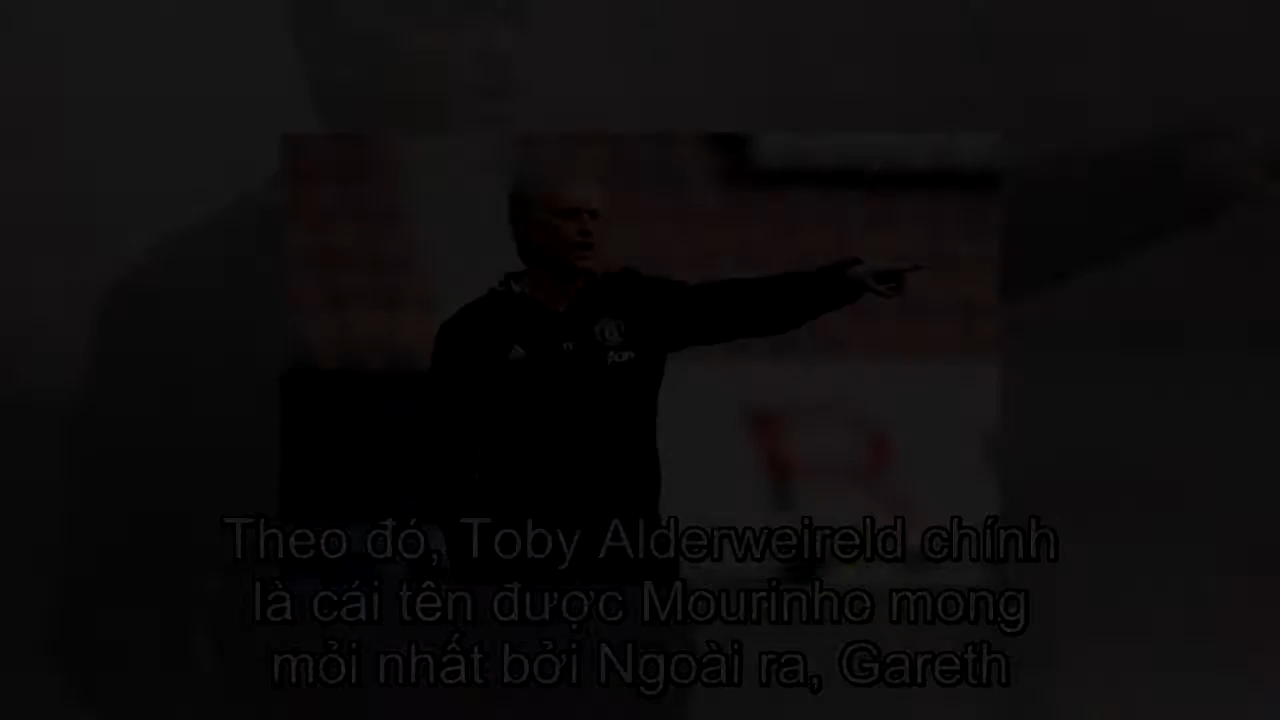 Theo đó, Toby Alderweireld chính
là cái tên được Mourinho mong
mỏi nhất bởi Ngoài ra, Gareth